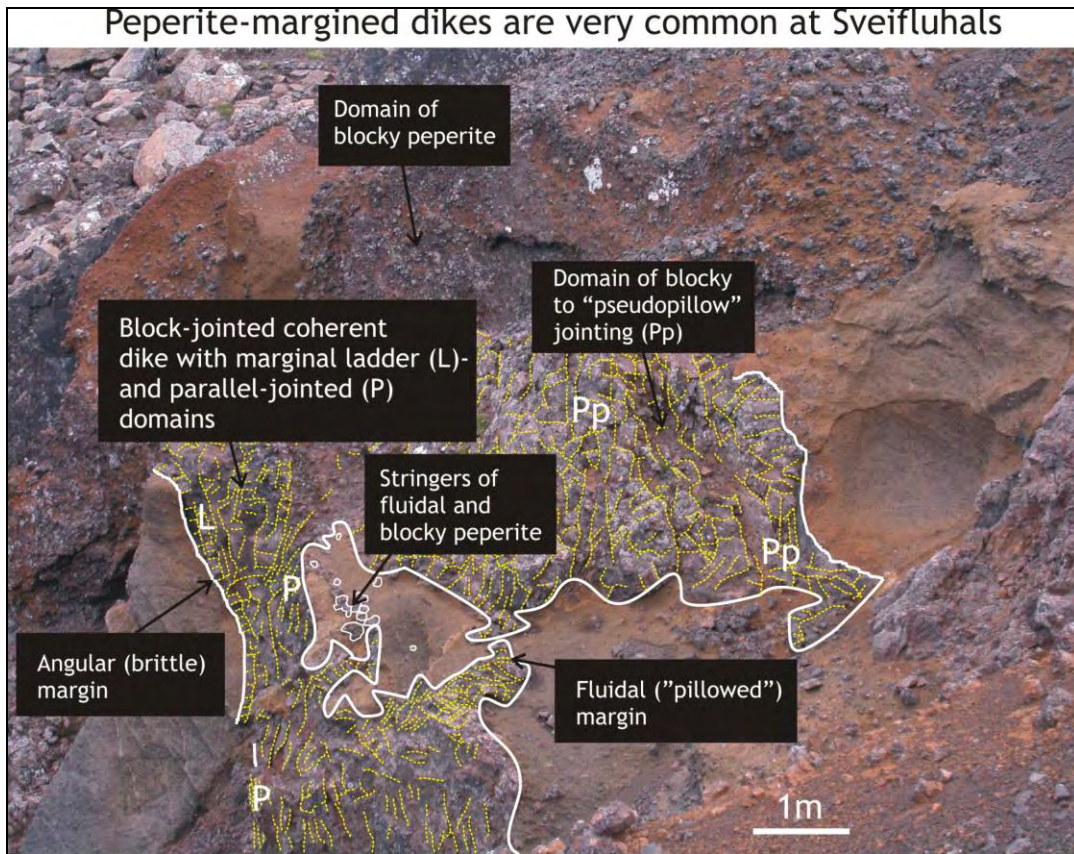 Peperite-margined dikes are very common at Sveifluhals
Domain of
blocky peperite
Domain of blocky
to “pseudopillow”
jointing (Pp)
Block-jointed coherent
dike with marginal ladder (L)-
and parallel-jointed (P)
domains
Pp
Stringers of
fluidal and
blocky peperite
L
Pp
P
Angular (brittle)
margin
Fluidal (”pillowed”)
margin
P
1m